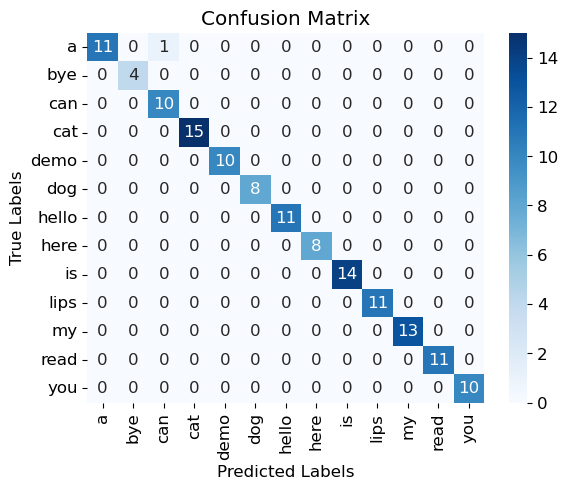 Confusion Matrix
True Labels
a 11 0 1 0 0 0 0 0 0 0 0 0 0
bye 0 4 0 0 0 0 0 0 0 0 0 0 0
can 0 0 10 0 0 0 0 0 0 0 0 0 0
cat 0 0 0 15 0 0 0 0 0 0 0 0 0
demo 0 0 0 0 10 0 0 0 0 0 0 0 0
dog 0 0 0 0 0 8 0 0 0 0 0 0 0
hello 0 0 0 0 0 0 11 0 0 0 0 0 0
here 0 0 0 0 0 0 0 8 0 0 0 0 0
is 0 0 0 0 0 0 0 0 14 0 0 0 0
lips 0 0 0 0 0 0 0 0 0 11 0 0 0
my 0 0 0 0 0 0 0 0 0 0 13 0 0
read 0 0 0 0 0 0 0 0 0 0 0 11 0
you 0 0 0 0 0 0 0 0 0 0 0 0 10
a bye can cat demo dog hello here is lips my read you
Predicted Labels
14
12
10
8
6
4
2
0